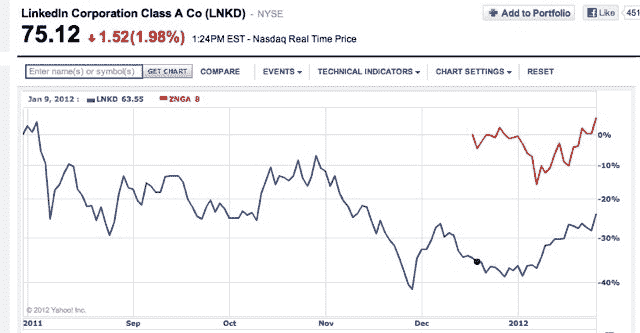 LinkedIn Corporation Class A Co (LNKD) - NYSE
Add to Portfolio
Like
451
75.12 1.52(1.98%) 1:24PM EST - Nasdaq Real Time Price
Enter name(s) or symbol(s) GET CHART COMPARE EVENTS TECHNICAL INDICATORS CHART SETTINGS RESET
Jan 9, 2012 : LNKD 63.55 ZNGA 8
0%
-10%
-20%
-30%
-40%
© 2012 Yahoo! Inc.
2011 Sep Oct Nov Dec 2012